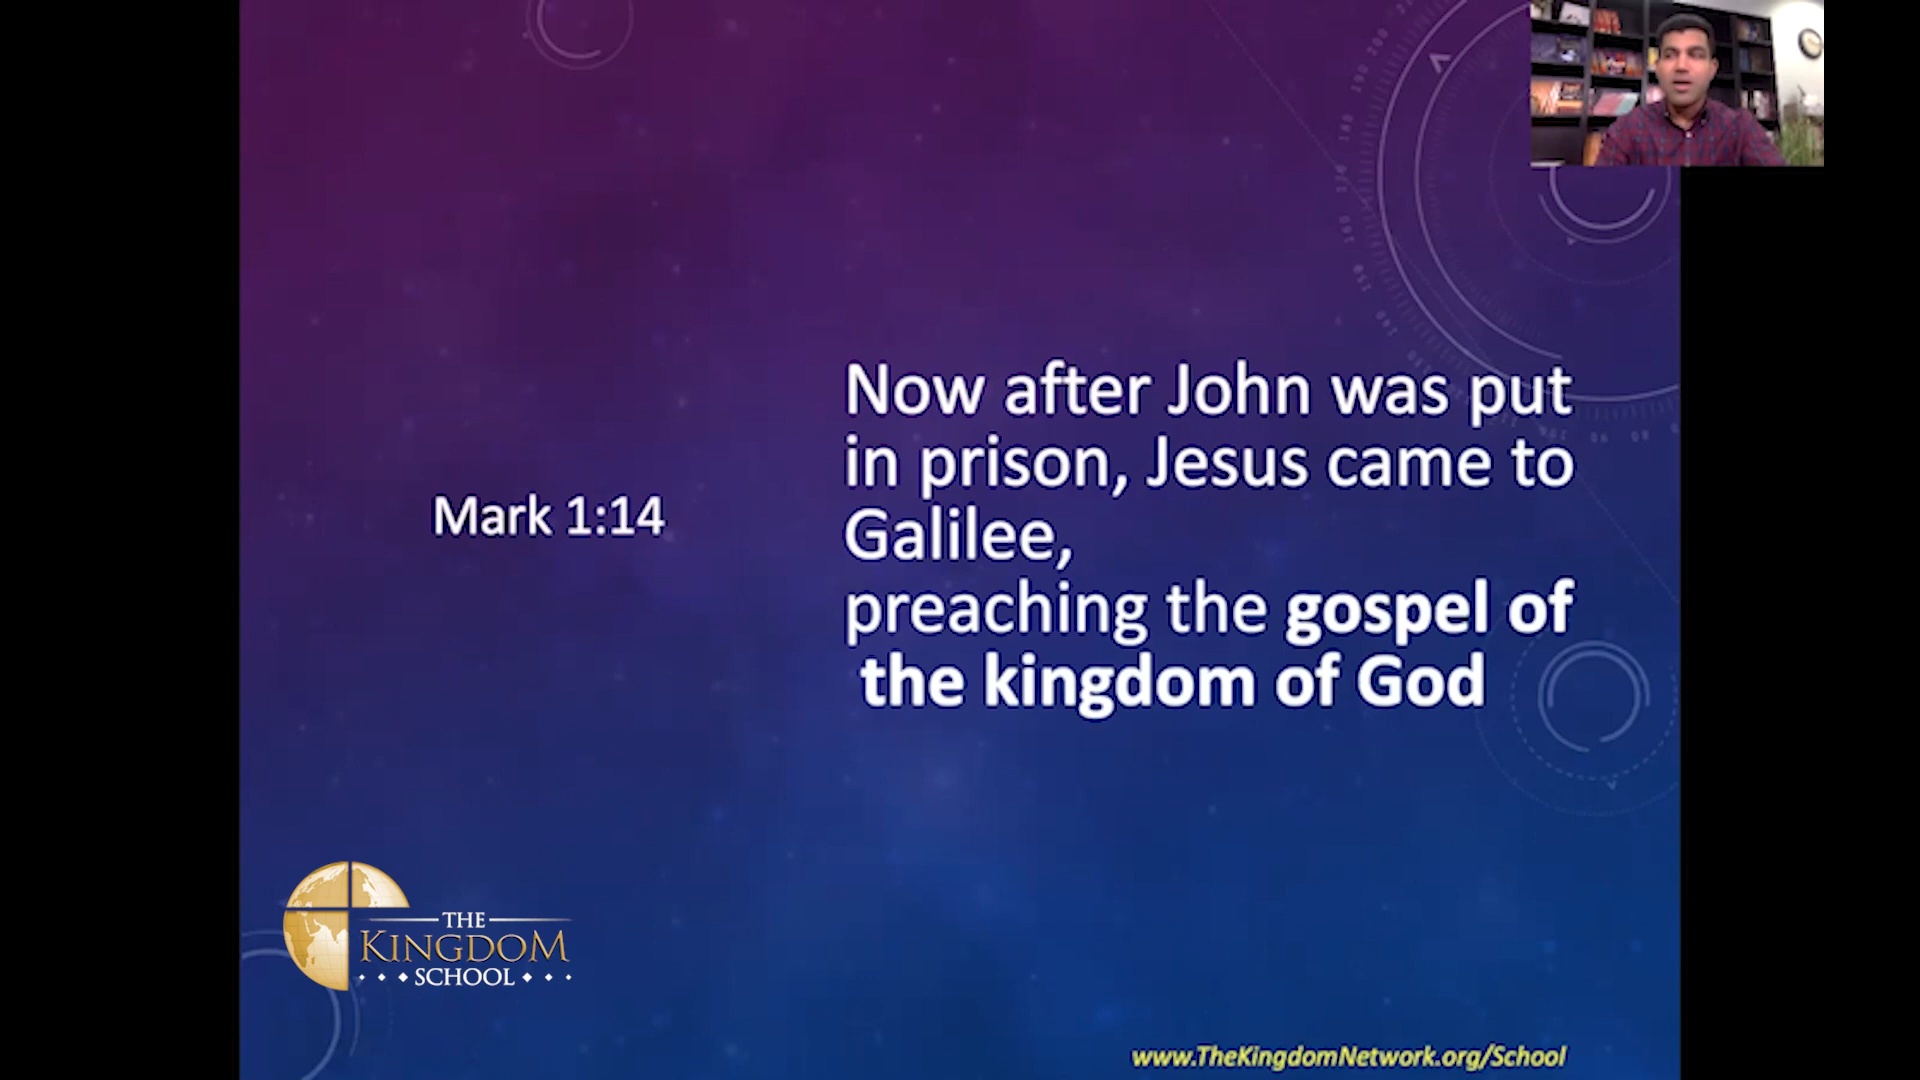 Mark 1:14
Now after John was put
in prison, Jesus came to
Galilee,
preaching the gospel of
the kingdom of God
THE
KINGDOM
SCHOOL
www.TheKingdomNetwork.org/School